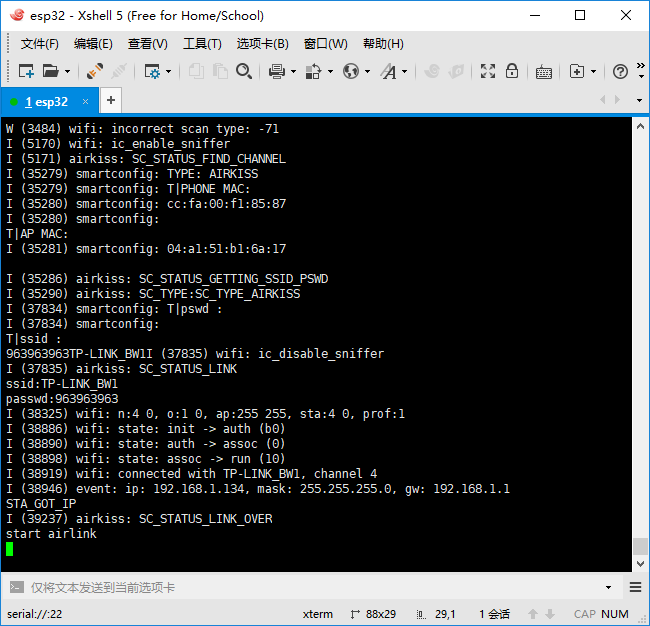 esp32 - Xshell 5 (Free for Home/School)
文件(F) 编辑(E) 查看(V) 工具(T) 选项卡(B) 窗口(W) 帮助(H)
1 esp32 × +
W (3484) wifi: incorrect scan type: -71
I (5170) wifi: ic_enable_sniffer
I (5171) airkiss: SC_STATUS_FIND_CHANNEL
I (35279) smartconfig: TYPE: AIRKISS
I (35279) smartconfig: T|PHONE MAC:
I (35280) smartconfig: cc:fa:00:f1:85:87
I (35280) smartconfig:
T|AP MAC:
I (35281) smartconfig: 04:a1:51:b1:6a:17
I (35286) airkiss: SC_STATUS_GETTING_SSID_PSWD
I (35290) airkiss: SC_TYPE:SC_TYPE_AIRKISS
I (37834) smartconfig: T|pswd :
I (37834) smartconfig:
T|ssid :
963963963TP-LINK_BW1I (37835) wifi: ic_disable_sniffer
I (37835) airkiss: SC_STATUS_LINK
ssid:TP-LINK_BW1
passwd:963963963
I (38325) wifi: n:4 0, o:1 0, ap:255 255, sta:4 0, prof:1
I (38886) wifi: state: init -> auth (b0)
I (38890) wifi: state: auth -> assoc (0)
I (38898) wifi: state: assoc -> run (10)
I (38919) wifi: connected with TP-LINK_BW1, channel 4
I (38946) event: ip: 192.168.1.134, mask: 255.255.255.0, gw: 192.168.1.1
STA_GOT_IP
I (39237) airkiss: SC_STATUS_LINK_OVER
start airlink
仅将文本发送到当前选项卡
serial://:22 xterm 88x29 29,1 1 会话 CAP NUM